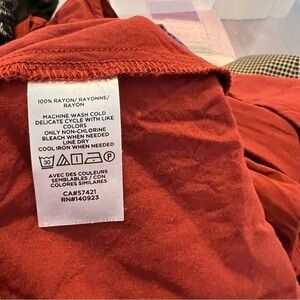 100% RAYON/ RAYONNE/
RAYON
MACHINE WASH COLD
DELICATE CYCLE WITH LIKE
COLORS
ONLY NON-CHLORINE
BLEACH WHEN NEEDED
LINE DRY
COOL IRON WHEN NEEDED
30
P
AVEC DES COULEURS
SEMBLABLES / CON
COLORES SIMILARES
CA#57421
RN#140923